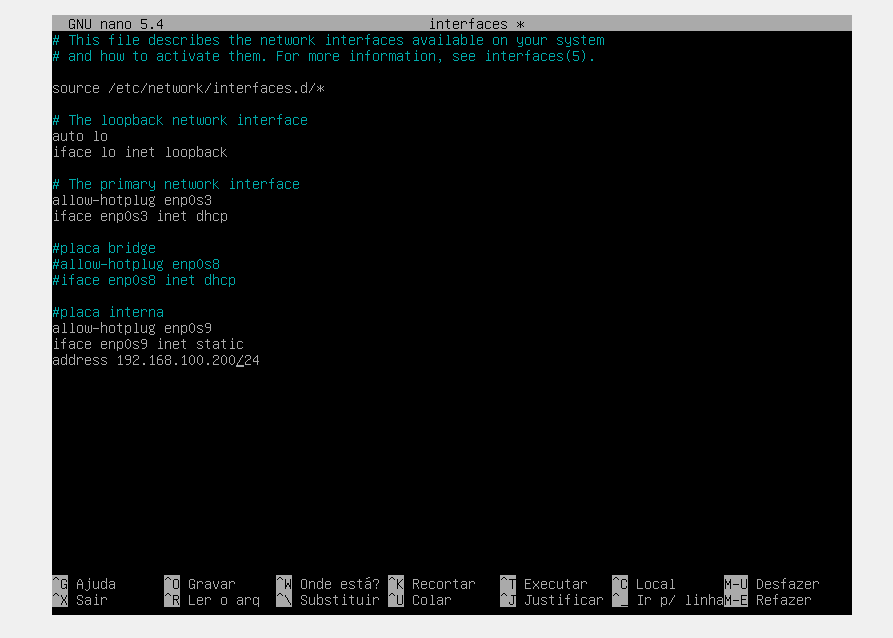 GNU nano 5.4 interfaces *
# This file describes the network interfaces available on your system
# and how to activate them. For more information, see interfaces(5).
source /etc/network/interfaces.d/*
# The loopback network interface
auto lo
iface lo inet loopback
# The primary network interface
allow-hotplug enp0s3
iface enp0s3 inet dhcp
#placa bridge
#allow-hotplug enp0s8
#iface enp0s8 inet dhcp
#placa interna
allow-hotplug enp0s9
iface enp0s9 inet static
address 192.168.100.200/24
^G Ajuda ^O Gravar ^W Onde está? ^K Recortar ^T Executar ^C Local M-U Desfazer
^X Sair ^R Ler o arq ^\ Substituir ^U Colar ^J Justificar ^_ Ir p/ linha M-E Refazer